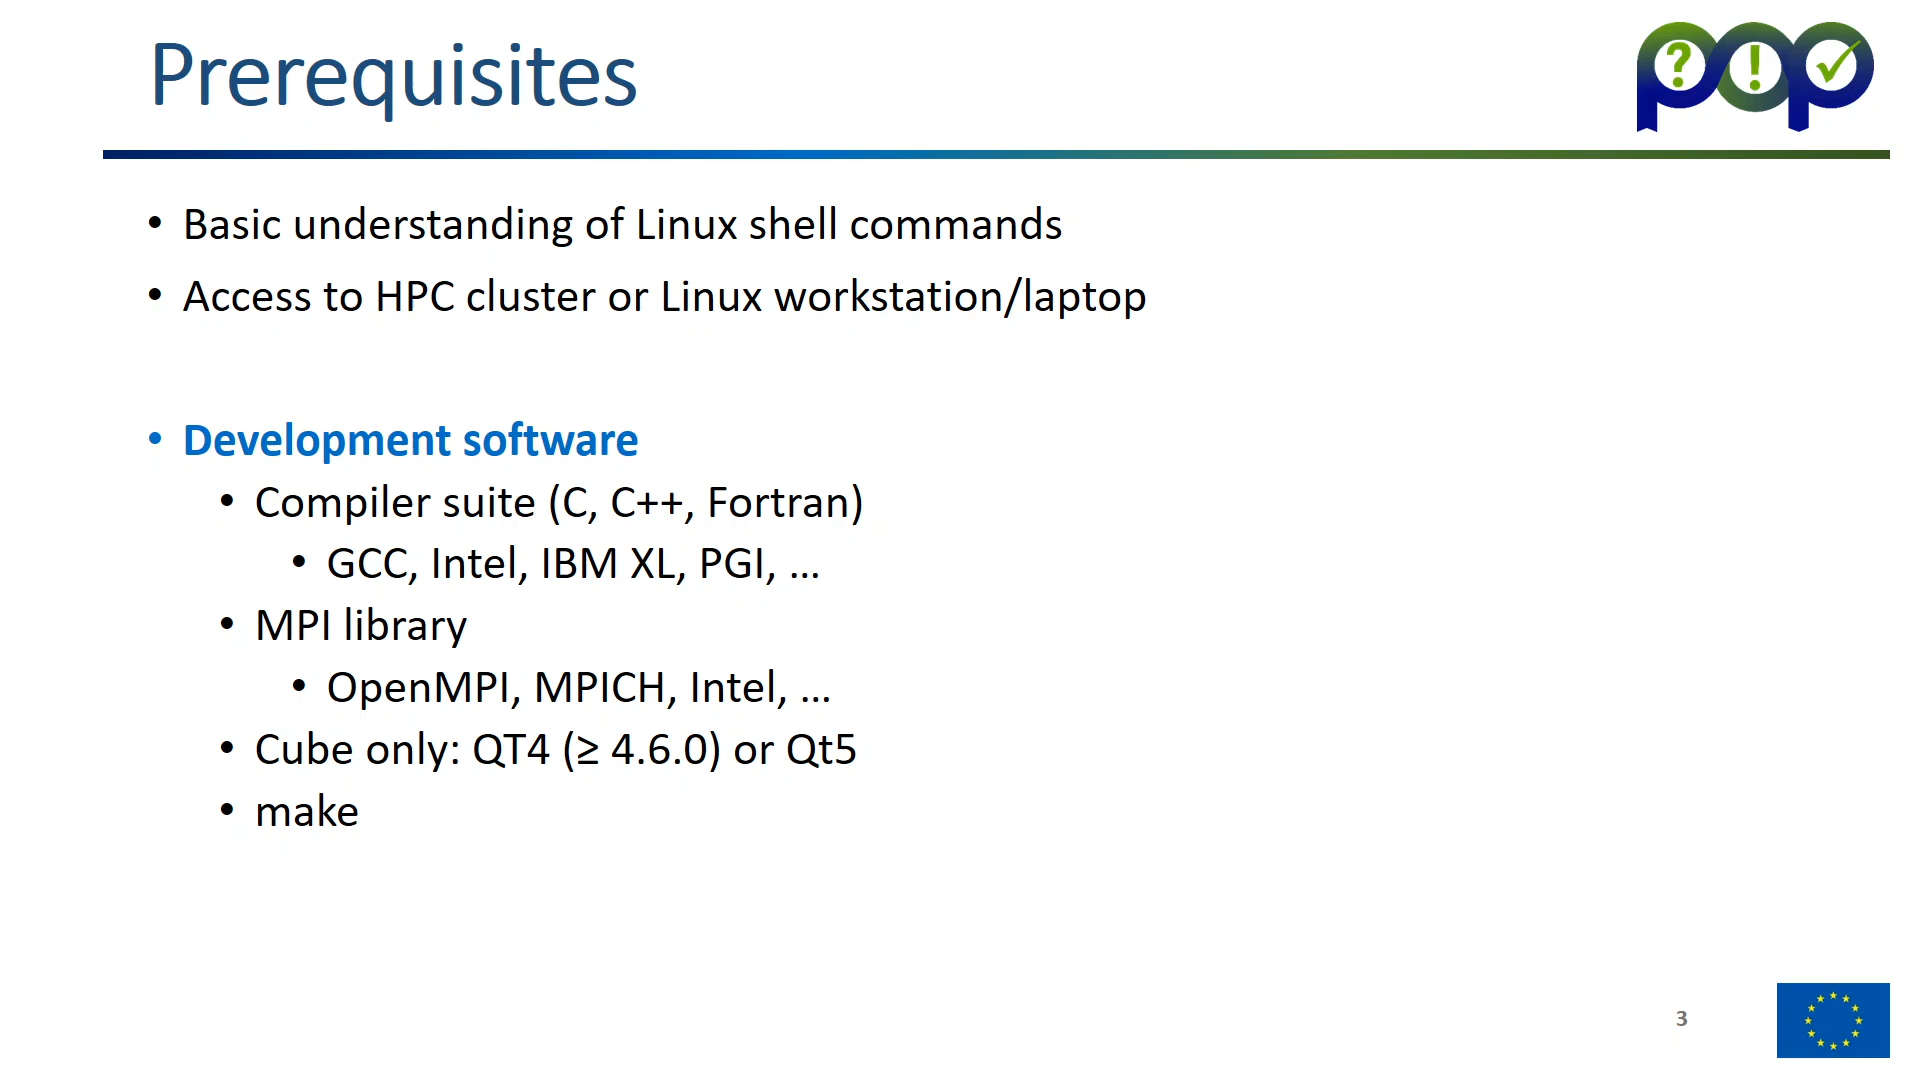 Prerequisites
pop
• Basic understanding of Linux shell commands
• Access to HPC cluster or Linux workstation/laptop
• Development software
• Compiler suite (C, C++, Fortran)
• GCC, Intel, IBM XL, PGI, ...
• MPI library
• OpenMPI, MPICH, Intel, ...
• Cube only: QT4 (≥ 4.6.0) or Qt5
• make
3